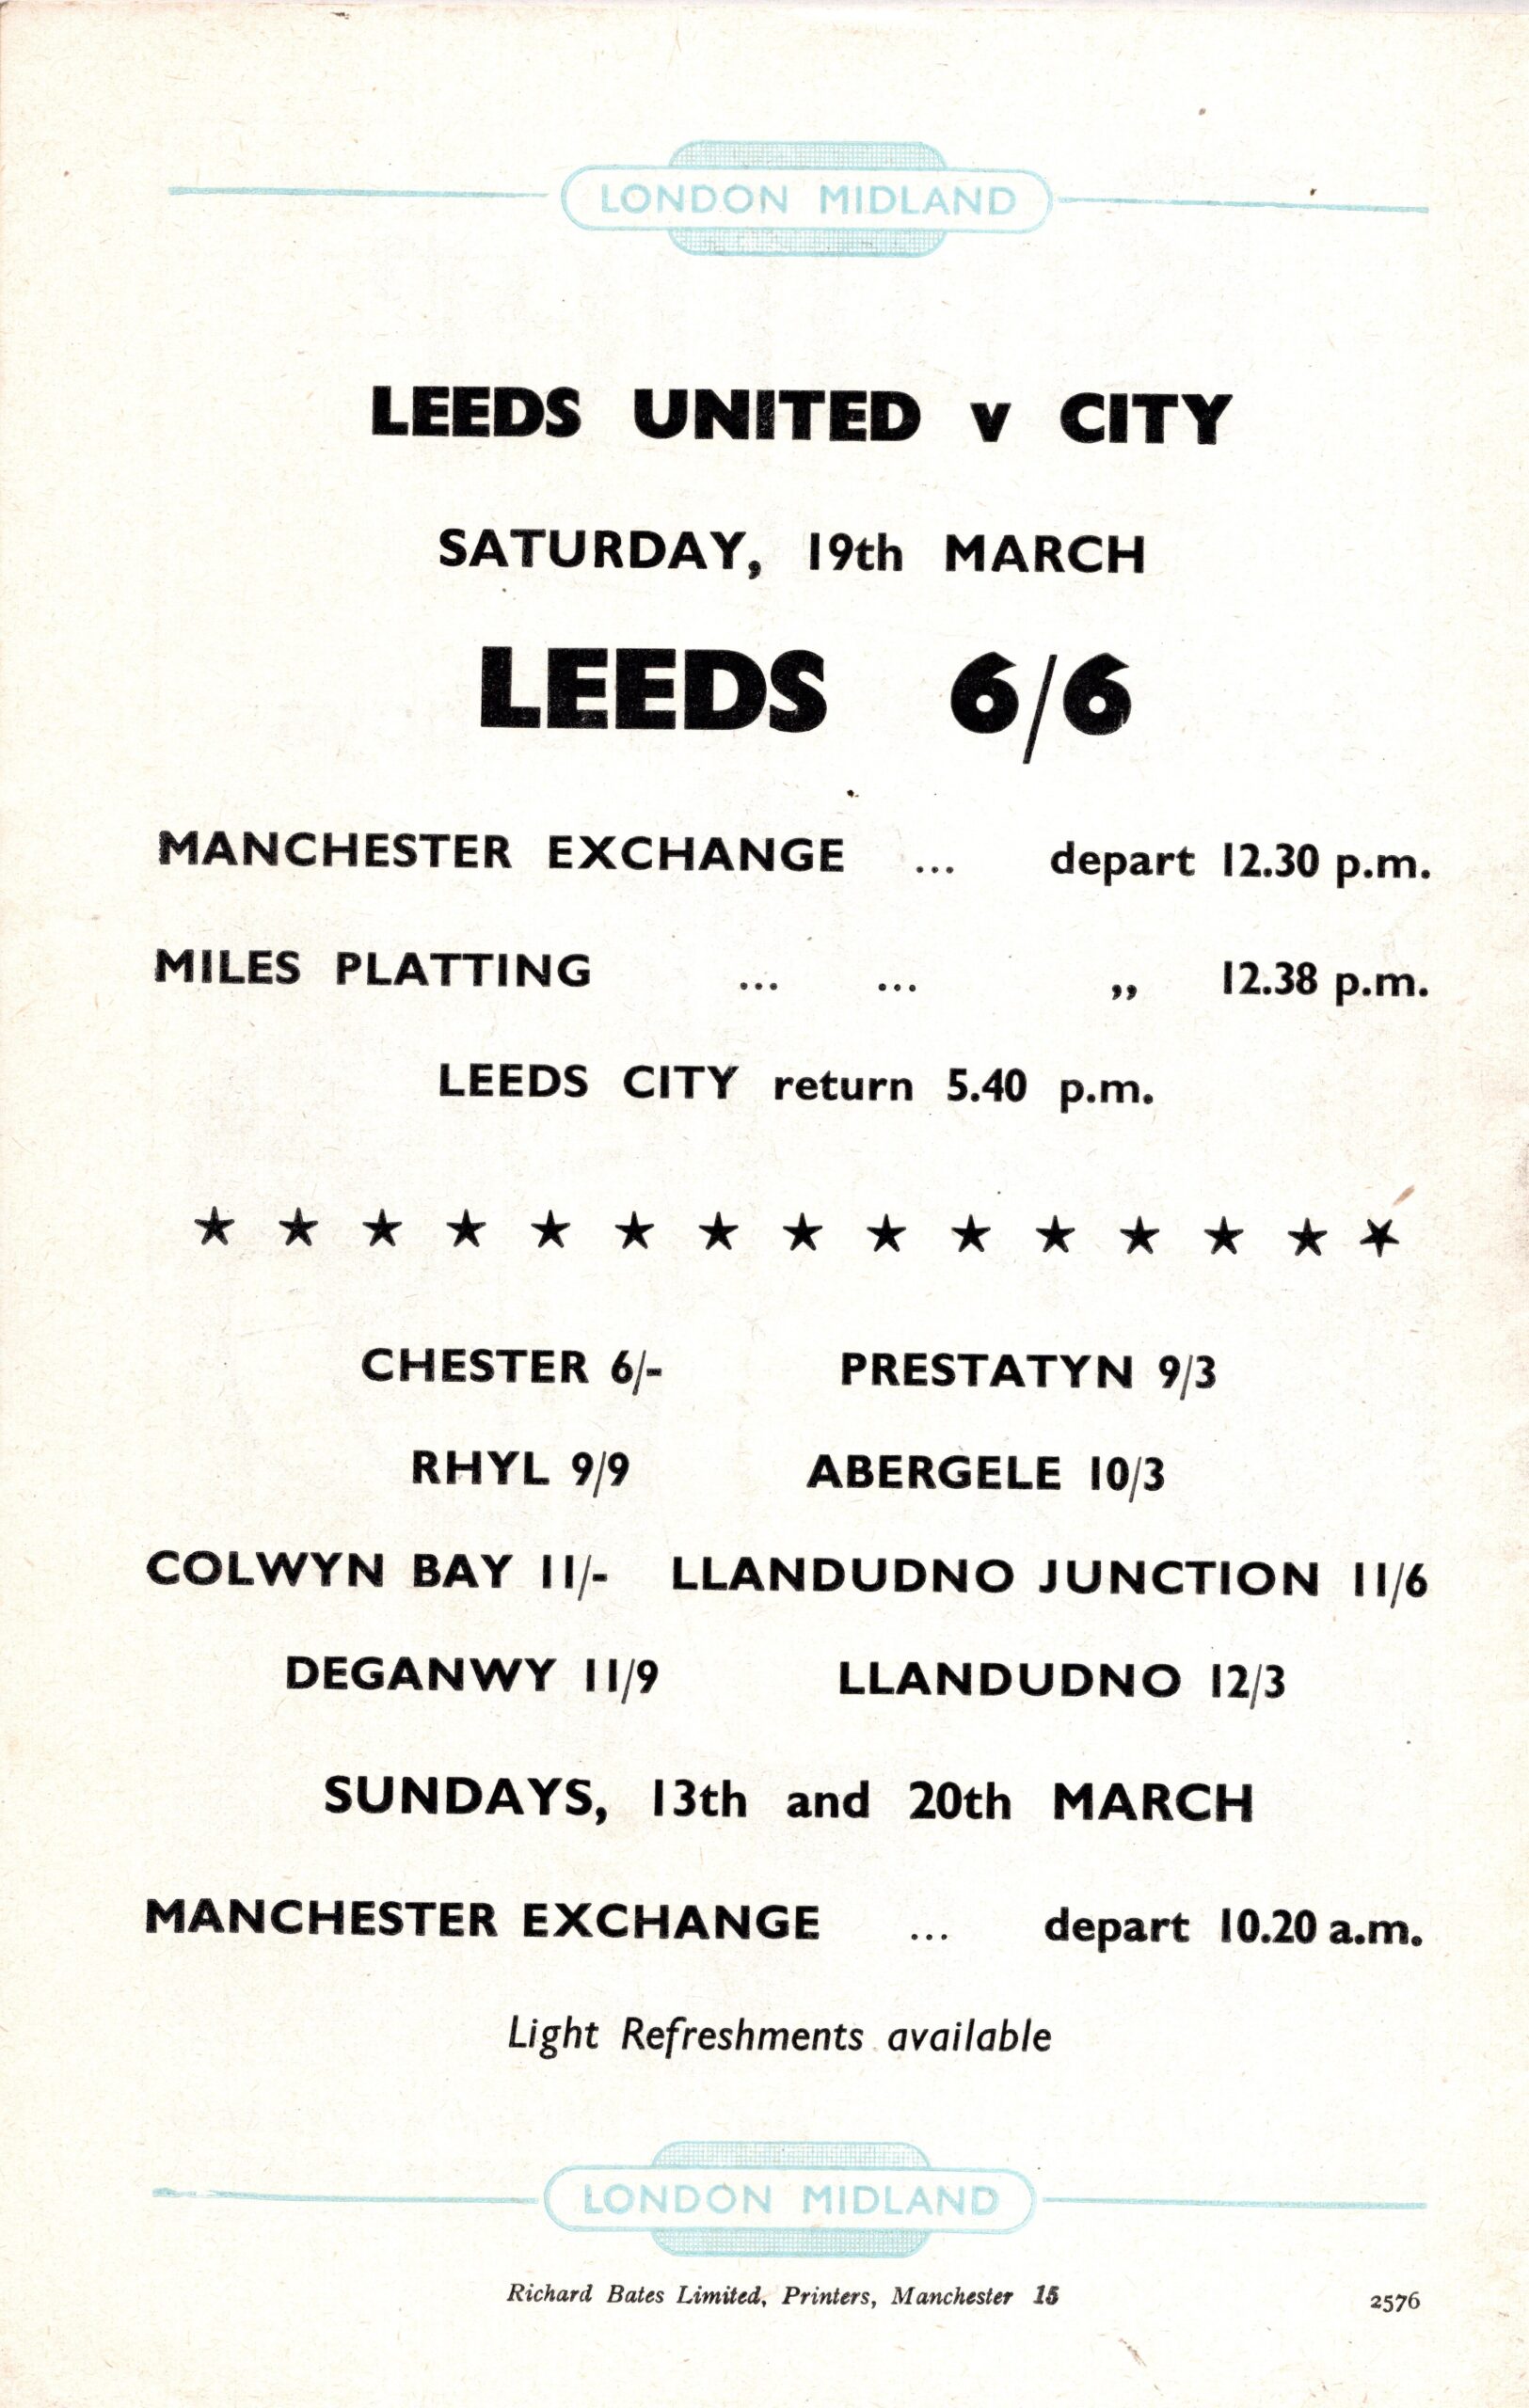 LONDON MIDLAND
LEEDS UNITED v CITY
SATURDAY, 19th MARCH
LEEDS 6/6
MANCHESTER EXCHANGE ... depart 12.30 p.m.
MILES PLATTING ... ... „ 12.38 p.m.
LEEDS CITY return 5.40 p.m.
★ ★ ★ ★ ★ ★ ★ ★ ★ ★ ★ ★ ★ ★ ★
CHESTER 6/- PRESTATYN 9/3
RHYL 9/9 ABERGELE 10/3
COLWYN BAY 11/- LLANDUDNO JUNCTION 11/6
DEGANWY 11/9 LLANDUDNO 12/3
SUNDAYS, 13th and 20th MARCH
MANCHESTER EXCHANGE ... depart 10.20 a.m.
Light Refreshments available
LONDON MIDLAND
Richard Bates Limited, Printers, Manchester 15 2576